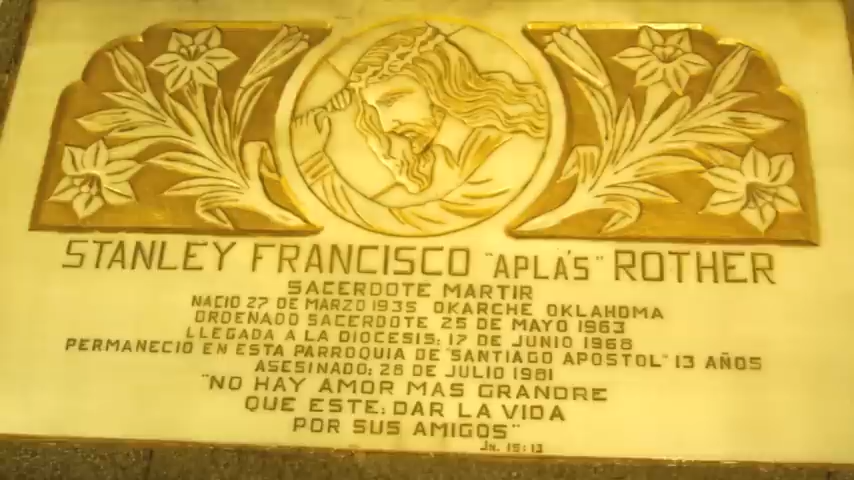 STANLEY FRANCISCO "APLÁS" ROTHER
SACERDOTE MARTIR
NACIO 27 DE MARZO 1935 OKARCHE OKLAHOMA
ORDENADO SACERDOTE 25 DE MAYO 1963
LLEGADA A LA DIOCESIS: 17 DE JUNIO 1968
PERMANECIO EN ESTA PARROQUIA DE "SANTIAGO APOSTOL" 13 AÑOS
ASESINADO: 28 DE JULIO 1981
"NO HAY AMOR MAS GRANDRE
QUE ESTE: DAR LA VIDA
POR SUS AMIGOS"
JN. 15:13